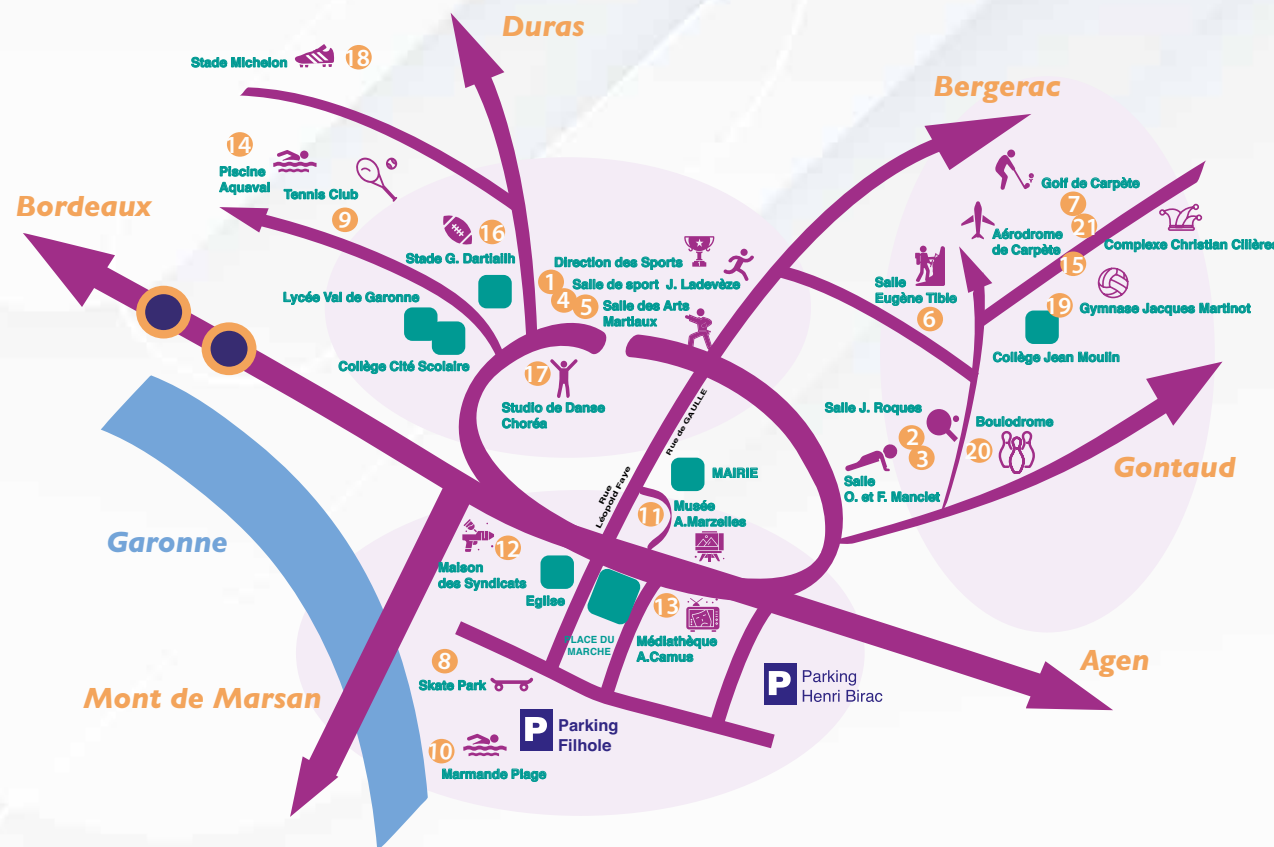 Duras
Stade Michelon
18
Bergerac
14
Piscine
Aquaval
Tennis Club
9
Bordeaux
16
Stade G. Dartiailh
Lycée Val de Garonne
Collège Cité Scolaire
Direction des Sports
1
Salle de sport J. Ladevèze
4
5
Salle des Arts
Martiaux
17
Studio de Danse
Choréa
Golf de Carpète
7
21
Aérodrome
de Carpète
Complexe Christian Cilière
15
Salle
Eugène Tible
6
19
Gymnase Jacques Martinot
Collège Jean Moulin
Salle J. Roques
2
3
Salle
O. et F. Manclet
Boulodrome
20
Gontaud
Rue de GAULLE
Rue
Léopold Faye
MAIRIE
11
Musée
A.Marzelles
Garonne
12
Maison
des Syndicats
Eglise
PLACE DU
MARCHE
13
Médiathèque
A.Camus
Agen
Mont de Marsan
8
Skate Park
P
Parking
Henri Birac
P
Parking
Filhole
10
Marmande Plage